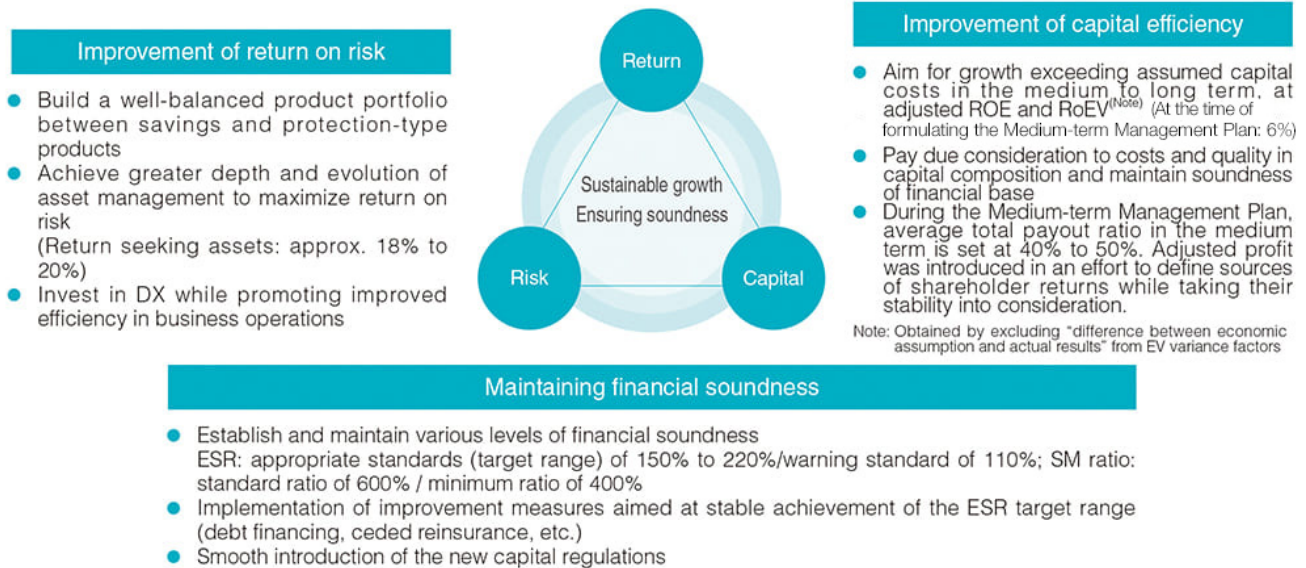 Improvement of return on risk
● Build a well-balanced product portfolio
between savings and protection-type
products
● Achieve greater depth and evolution of
asset management to maximize return on
risk
(Return seeking assets: approx. 18% to
20%)
● Invest in DX while promoting improved
efficiency in business operations
Return
Sustainable growth
Ensuring soundness
Risk
Capital
Improvement of capital efficiency
● Aim for growth exceeding assumed capital
costs in the medium to long term, at
adjusted ROE and RoEV(Note) (At the time of
formulating the Medium-term Management Plan: 6%)
● Pay due consideration to costs and quality in
capital composition and maintain soundness
of financial base
● During the Medium-term Management Plan,
average total payout ratio in the medium
term is set at 40% to 50%. Adjusted profit
was introduced in an effort to define sources
of shareholder returns while taking their
stability into consideration.
Note: Obtained by excluding “difference between economic
assumption and actual results” from EV variance factors
Maintaining financial soundness
● Establish and maintain various levels of financial soundness
ESR: appropriate standards (target range) of 150% to 220%/warning standard of 110%; SM ratio:
standard ratio of 600% / minimum ratio of 400%
● Implementation of improvement measures aimed at stable achievement of the ESR target range
(debt financing, ceded reinsurance, etc.)
● Smooth introduction of the new capital regulations